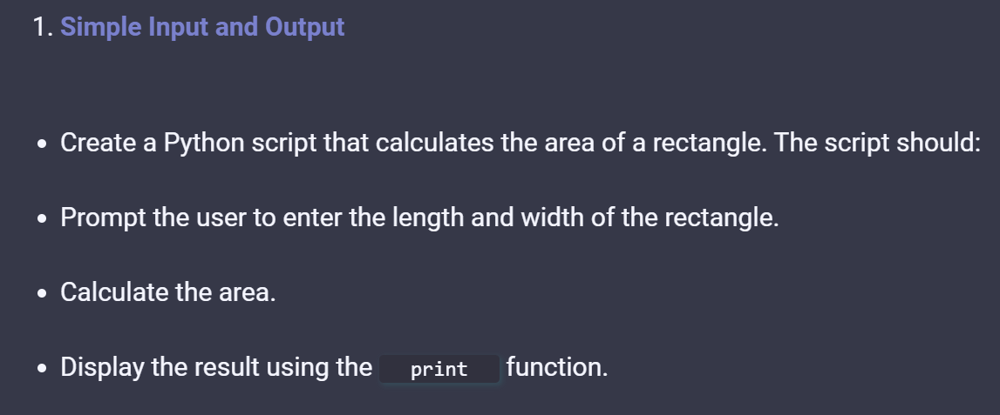 1. Simple Input and Output
• Create a Python script that calculates the area of a rectangle. The script should:
• Prompt the user to enter the length and width of the rectangle.
• Calculate the area.
• Display the result using the print function.